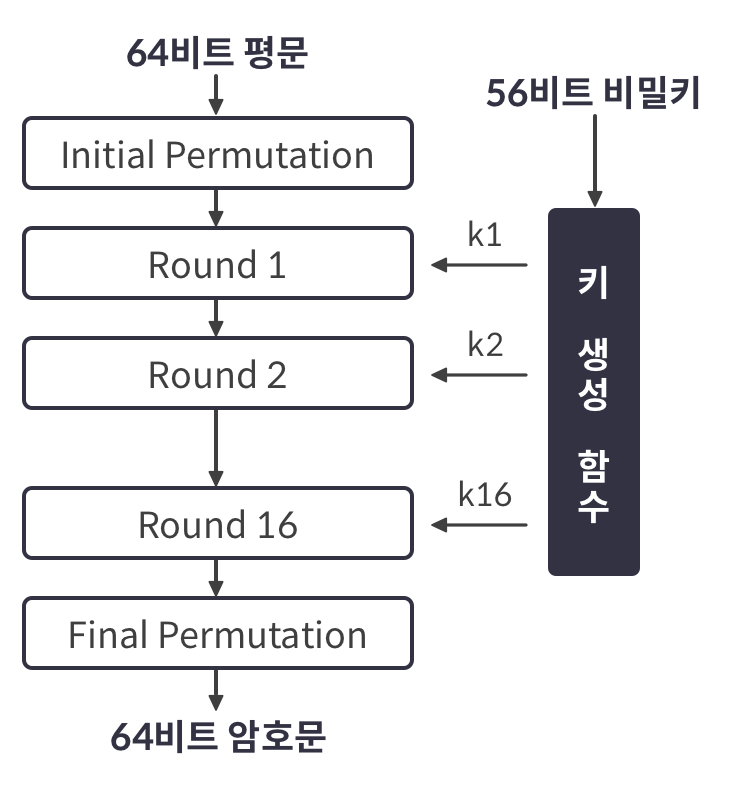 64비트 평문
56비트 비밀키
Initial Permutation
k1
Round 1
k2
Round 2
k16
Round 16
Final Permutation
64비트 암호문
키 생성 함수